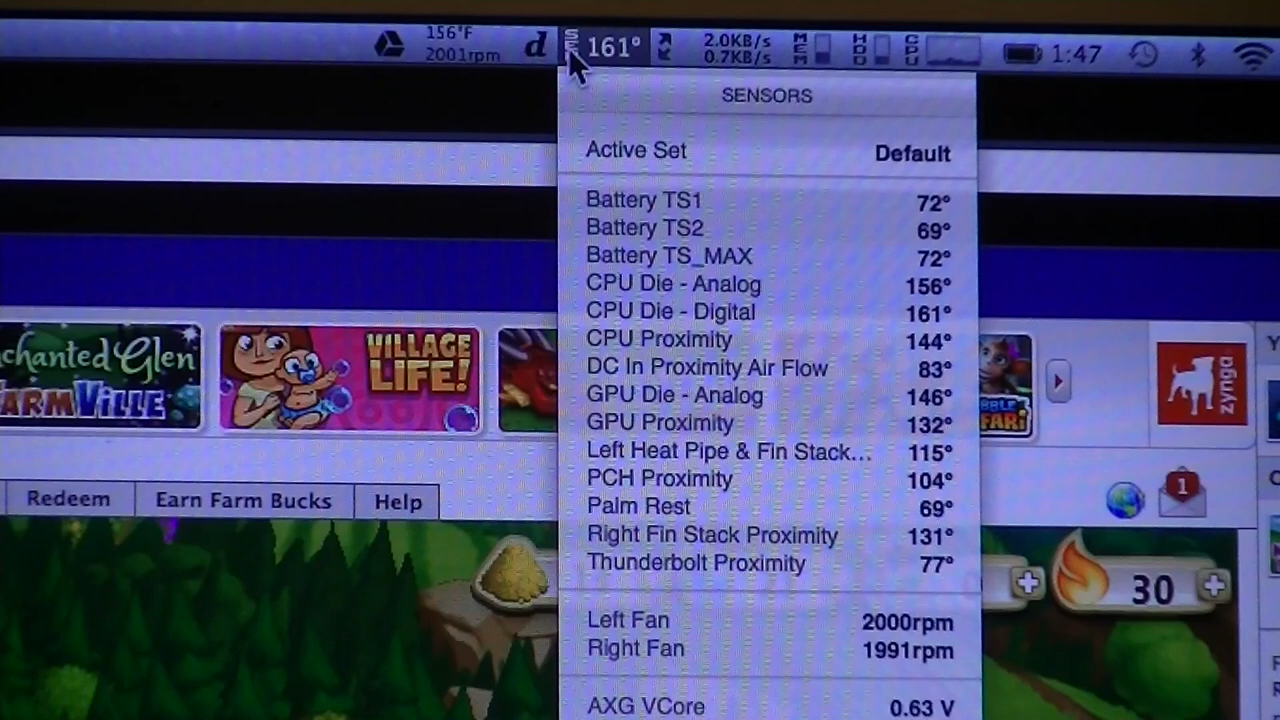 156°F
2001rpm
d
SEN 161°
2.0KB/s
0.7KB/s
MEM
HDD
CPU
1:47
SENSORS
Active Set Default
Battery TS1 72°
Battery TS2 69°
Battery TS_MAX 72°
CPU Die - Analog 156°
CPU Die - Digital 161°
CPU Proximity 144°
DC In Proximity Air Flow 83°
GPU Die - Analog 146°
GPU Proximity 132°
Left Heat Pipe & Fin Stack... 115°
PCH Proximity 104°
Palm Rest 69°
Right Fin Stack Proximity 131°
Thunderbolt Proximity 77°
Left Fan 2000rpm
Right Fan 1991rpm
AXG VCore 0.63 V
chanted Glen
ARMVILLE
VILLAGE
LIFE!
zynga
Redeem
Earn Farm Bucks
Help
1
30